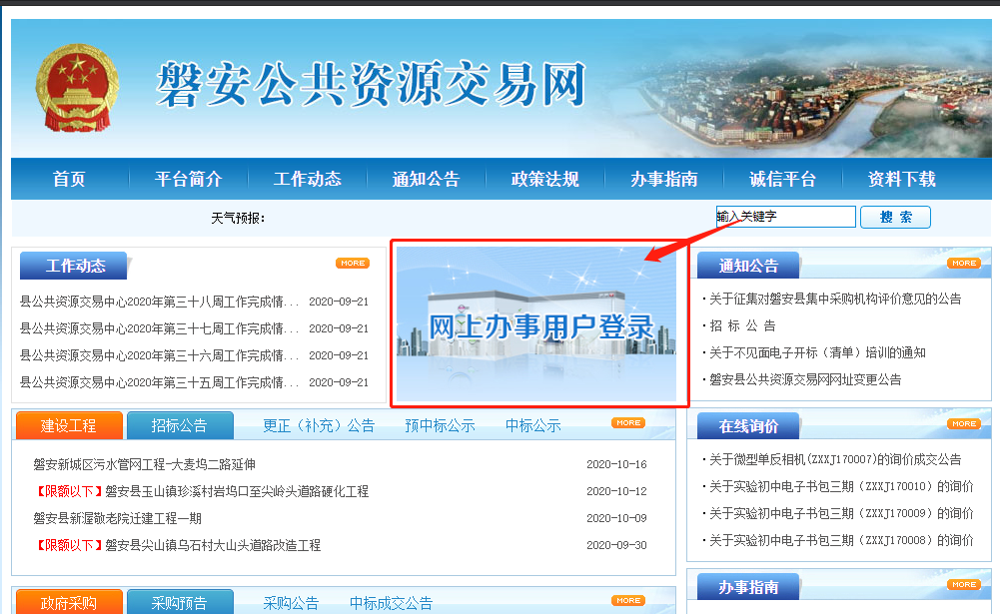 磐安公共资源交易网
首页 平台简介 工作动态 通知公告 政策法规 办事指南 诚信平台 资料下载
天气预报：
输入关键字 搜 索
工作动态 MORE
县公共资源交易中心2020年第三十八周工作完成情... 2020-09-21
县公共资源交易中心2020年第三十七周工作完成情... 2020-09-21
县公共资源交易中心2020年第三十六周工作完成情... 2020-09-21
县公共资源交易中心2020年第三十五周工作完成情... 2020-09-21
网上办事用户登录
通知公告 MORE
·关于征集对磐安县集中采购机构评价意见的公告
·招 标 公 告
·关于不见面电子开标（清单）培训的通知
·磐安县公共资源交易网网址变更公告
建设工程 招标公告 更正（补充）公告 预中标公示 中标公示 MORE
磐安新城区污水管网工程-大麦坞二路延伸 2020-10-16
【限额以下】磐安县玉山镇珍溪村岩坞口至尖岭头道路硬化工程 2020-10-12
磐安县新渥敬老院迁建工程一期 2020-10-09
【限额以下】磐安县尖山镇乌石村大山头道路改造工程 2020-09-30
在线询价 MORE
·关于微型单反相机(ZXXJ170007)的询价成交公告
·关于实验初中电子书包三期（ZXXJ170010）的询价
·关于实验初中电子书包三期（ZXXJ170009）的询价
·关于实验初中电子书包三期（ZXXJ170008）的询价
政府采购 采购预告 采购公告 中标成交公告 MORE
办事指南 MORE